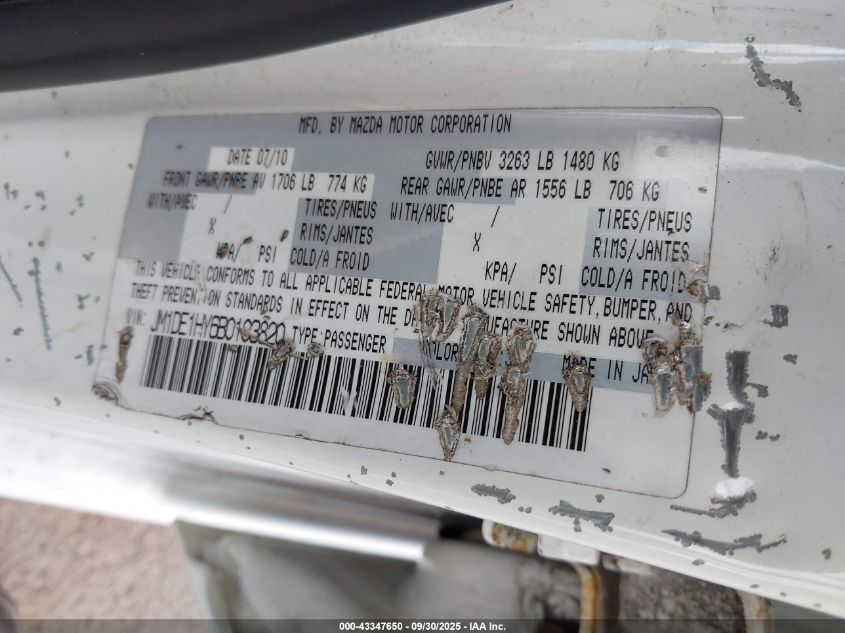 MFD. BY MAZDA MOTOR CORPORATION
DATE 07/10 GVWR/PNBV 3263 LB 1480 KG
FRONT GAWR/PNBE AV 1706 LB 774 KG REAR GAWR/PNBE AR 1556 LB 706 KG
WITH/AVEC / TIRES/PNEUS WITH/AVEC / TIRES/PNEUS
X RIMS/JANTES X RIMS/JANTES
KPA/ PSI COLD/A FROID KPA/ PSI COLD/A FROID
THIS VEHICLE CONFORMS TO ALL APPLICABLE FEDERAL MOTOR VEHICLE SAFETY, BUMPER, AND
THEFT PREVENTION STANDARDS IN EFFECT ON THE DATE OF MANUFACTURE SHOWN ABOVE.
VIN: TYPE:PASSENGER MADE IN
000-43347650 - 09/30/2025 - IAA Inc.